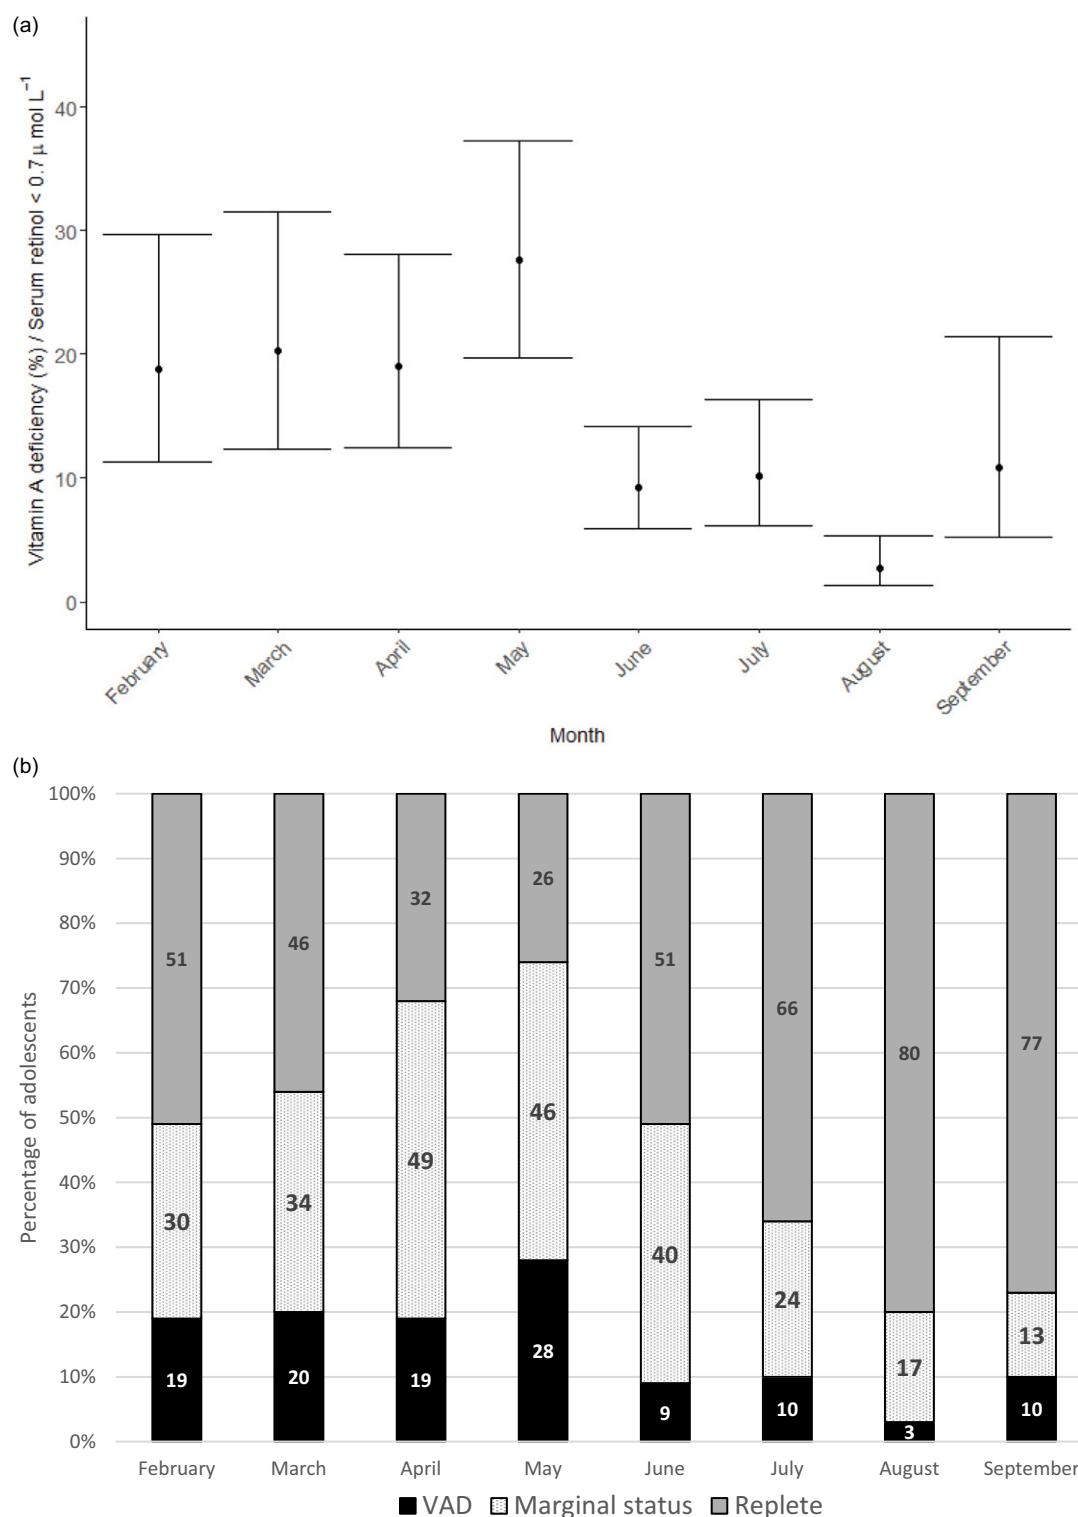 (a)
Vitamin A deficiency (%) / Serum retinol < 0.7 μ mol L⁻¹
40
30
20
10
0
February
March
April
May
June
July
August
September
Month
(b)
Percentage of adolescents
100%
90%
80%
70%
60%
50%
40%
30%
20%
10%
0%
51
46
32
26
51
66
80
77
30
34
49
46
40
24
17
13
19
20
19
28
9
10
3
10
February
March
April
May
June
July
August
September
VAD
Marginal status
Replete